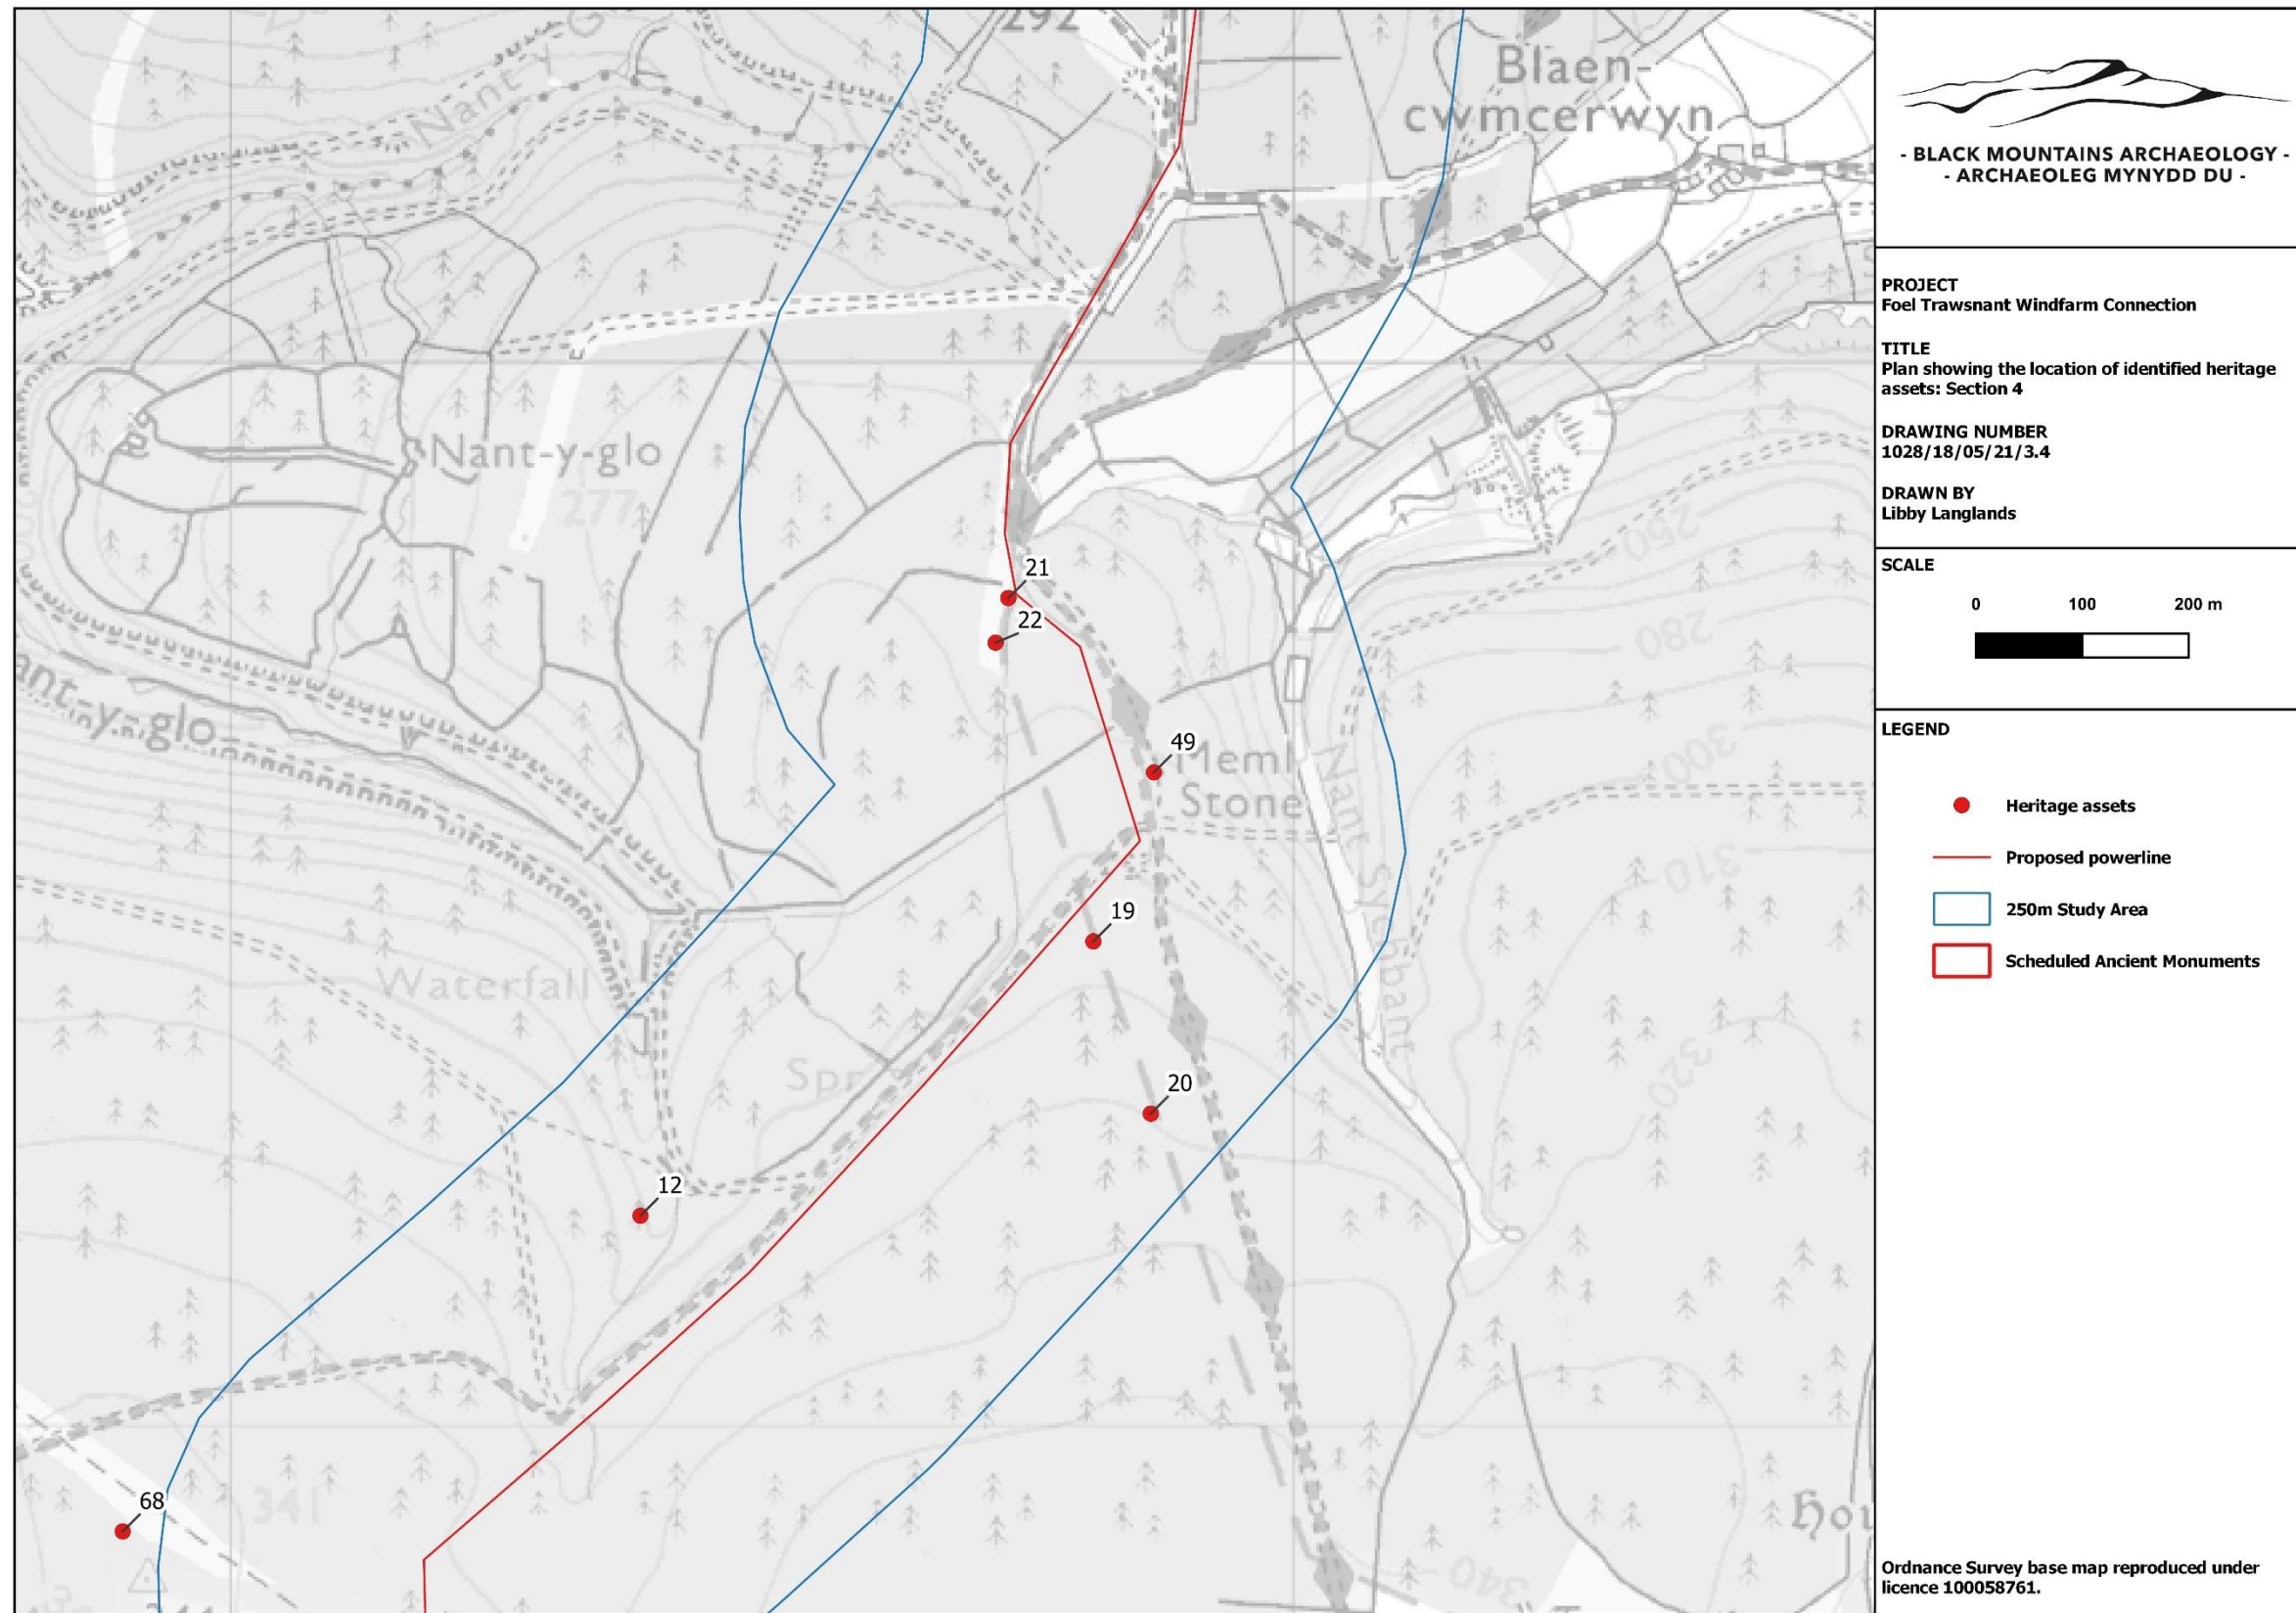 292
Blaen-
cwmcerwyn
Nant-y-glo
277
21
22
ant-y-glo
49
Meml
Stone
250
280
300
310
320
19
Waterfall
Spr
20
12
68
341
340
Hou
- BLACK MOUNTAINS ARCHAEOLOGY -
- ARCHAEOLEG MYNYDD DU -
PROJECT
Foel Trawsnant Windfarm Connection
TITLE
Plan showing the location of identified heritage
assets: Section 4
DRAWING NUMBER
1028/18/05/21/3.4
DRAWN BY
Libby Langlands
SCALE
0 100 200 m
LEGEND
Heritage assets
Proposed powerline
250m Study Area
Scheduled Ancient Monuments
Ordnance Survey base map reproduced under
licence 100058761.